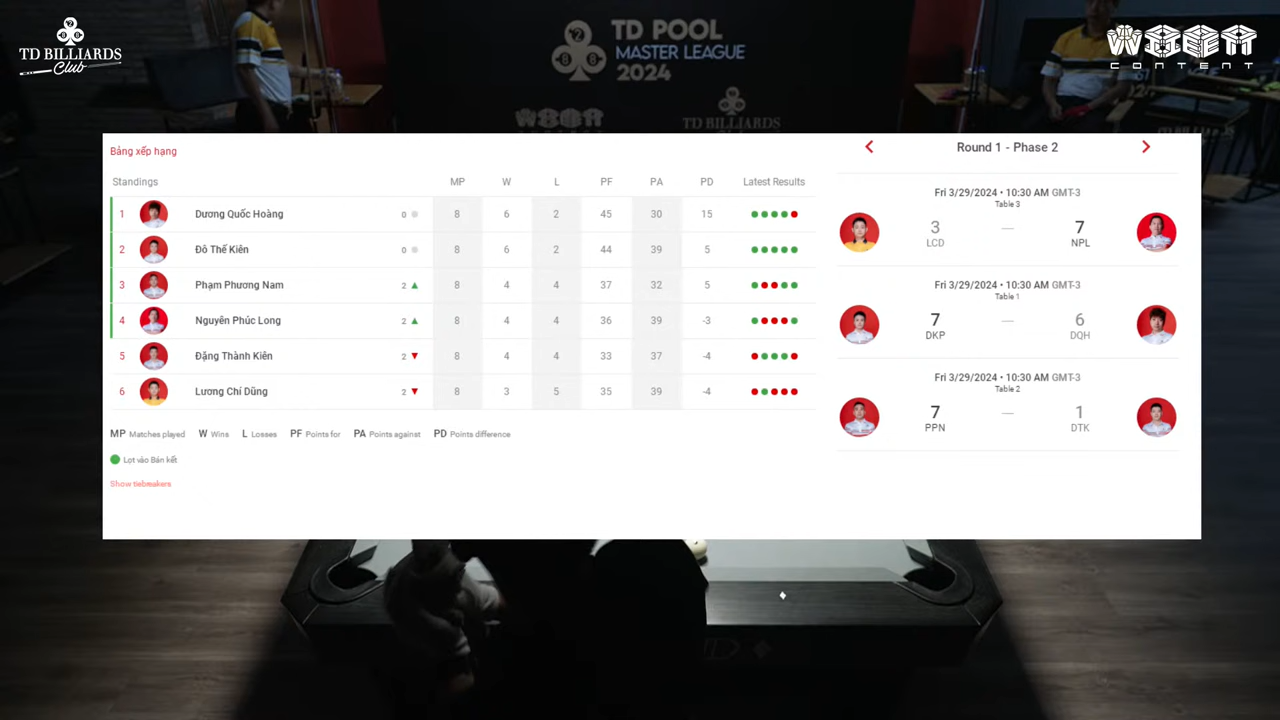 TD BILLIARDS
Club
TD POOL
MASTER LEAGUE
2024
TD BILLIARDS
CONTENT
Bảng xếp hạng
Standings MP W L PF PA PD Latest Results
1 Dương Quốc Hoàng 0 8 6 2 45 30 15
2 Đỗ Thế Kiên 0 8 6 2 44 39 5
3 Phạm Phương Nam 2 8 4 4 37 32 5
4 Nguyễn Phúc Long 2 8 4 4 36 39 -3
5 Đặng Thành Kiên 2 8 4 4 33 37 -4
6 Lương Chí Dũng 2 8 3 5 35 39 -4
MP Matches played W Wins L Losses PF Points for PA Points against PD Points difference
Lọt vào Bán kết
Show tiebrakers
Round 1 - Phase 2
Fri 3/29/2024 • 10:30 AM GMT-3
Table 3
3 — 7
LCD NPL
Fri 3/29/2024 • 10:30 AM GMT-3
Table 1
7 — 6
DKP DQH
Fri 3/29/2024 • 10:30 AM GMT-3
Table 2
7 — 1
PPN DTK